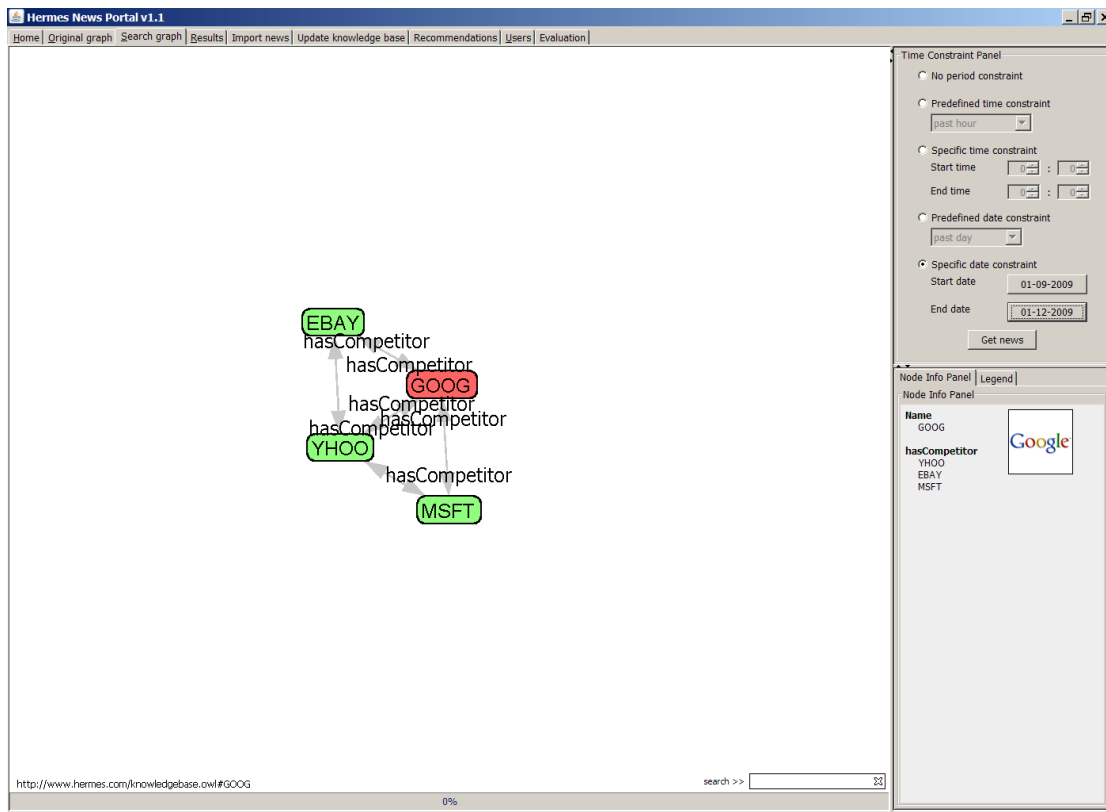 Hermes News Portal v1.1
Home Original graph Search graph Results Import news Update knowledge base Recommendations Users Evaluation
Time Constraint Panel
No period constraint
Predefined time constraint
past hour
Specific time constraint
Start time 0 : 0
End time 0 : 0
Predefined date constraint
past day
Specific date constraint
Start date 01-09-2009
End date 01-12-2009
Get news
EBAY
hasCompetitor
hasCompetitor
GOOG
hasCompetitor
hasCompetitor
hasCompetitor
YHOO
hasCompetitor
MSFT
Node Info Panel Legend
Node Info Panel
Name
GOOG
Google
hasCompetitor
YHOO
EBAY
MSFT
http://www.hermes.com/knowledgebase.owl#GOOG
search >>
0%